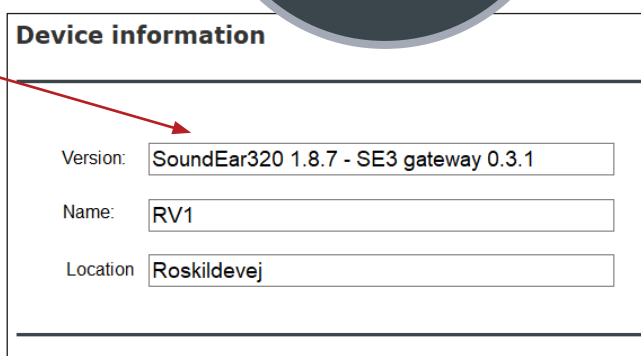 Device information
Version: SoundEar320 1.8.7 - SE3 gateway 0.3.1
Name: RV1
Location Roskildevej